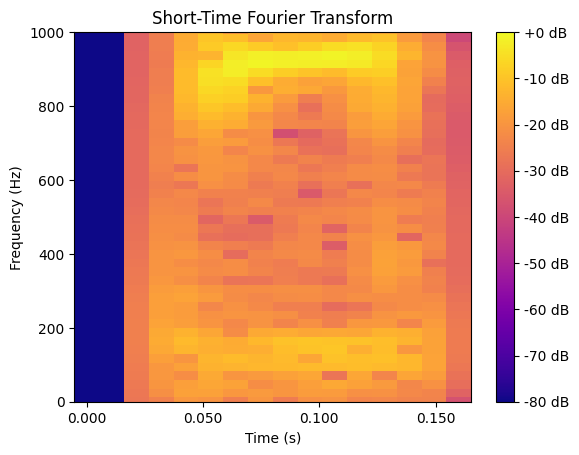 Short-Time Fourier Transform
1000
800
600
400
200
0
Frequency (Hz)
0.000
0.050
0.100
0.150
Time (s)
+0 dB
-10 dB
-20 dB
-30 dB
-40 dB
-50 dB
-60 dB
-70 dB
-80 dB